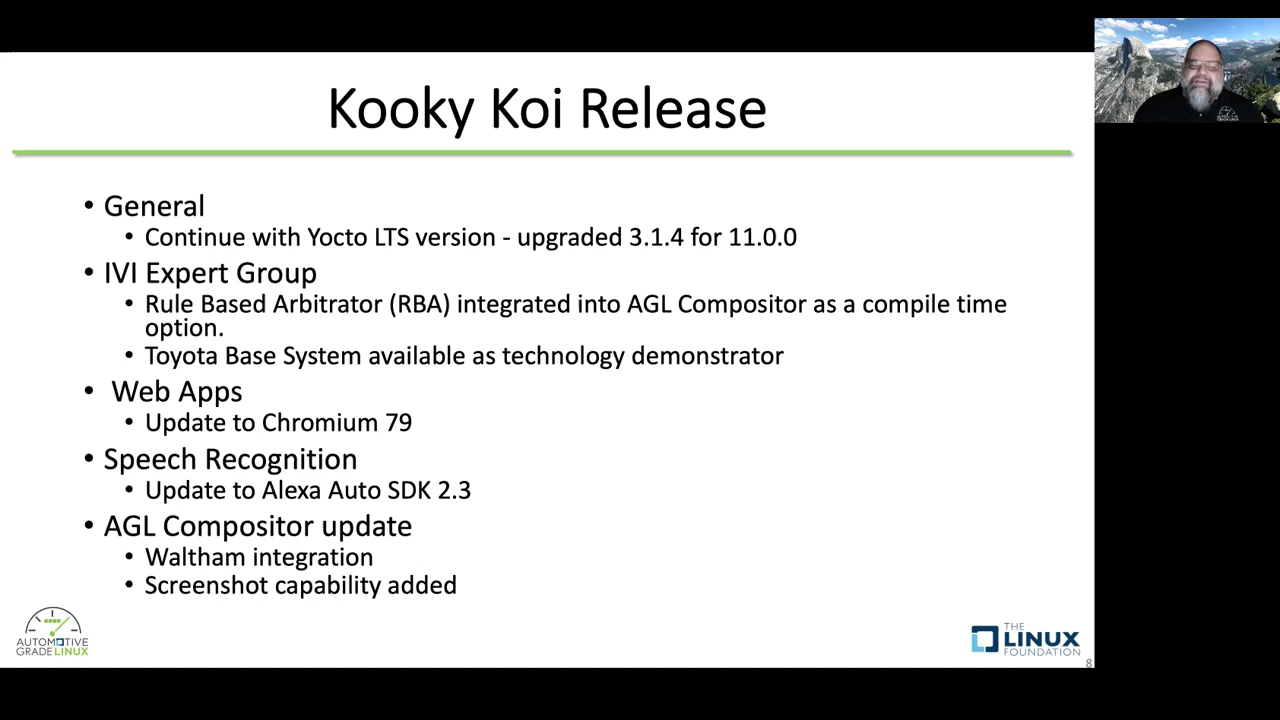 Kooky Koi Release
• General
• Continue with Yocto LTS version - upgraded 3.1.4 for 11.0.0
• IVI Expert Group
• Rule Based Arbitrator (RBA) integrated into AGL Compositor as a compile time
option.
• Toyota Base System available as technology demonstrator
• Web Apps
• Update to Chromium 79
• Speech Recognition
• Update to Alexa Auto SDK 2.3
• AGL Compositor update
• Waltham integration
• Screenshot capability added
AUTOMOTIVE
GRADELINUX
THE
LINUX
FOUNDATION
8